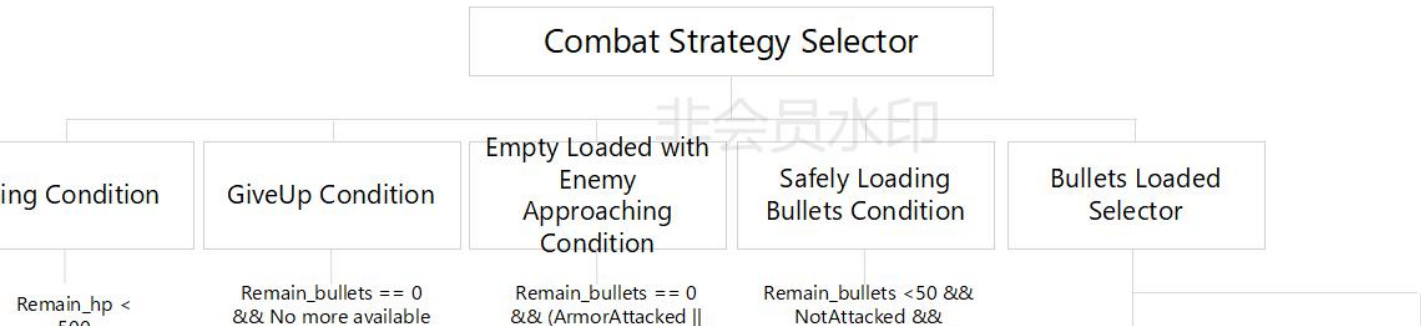 Combat Strategy Selector
非会员水印
ing Condition
GiveUp Condition
Empty Loaded with
Enemy
Approaching
Condition
Safely Loading
Bullets Condition
Bullets Loaded
Selector
Remain_hp <
500
Remain_bullets == 0
&& No more available
Remain_bullets == 0
&& (ArmorAttacked ||
Remain_bullets <50 &&
NotAttacked &&